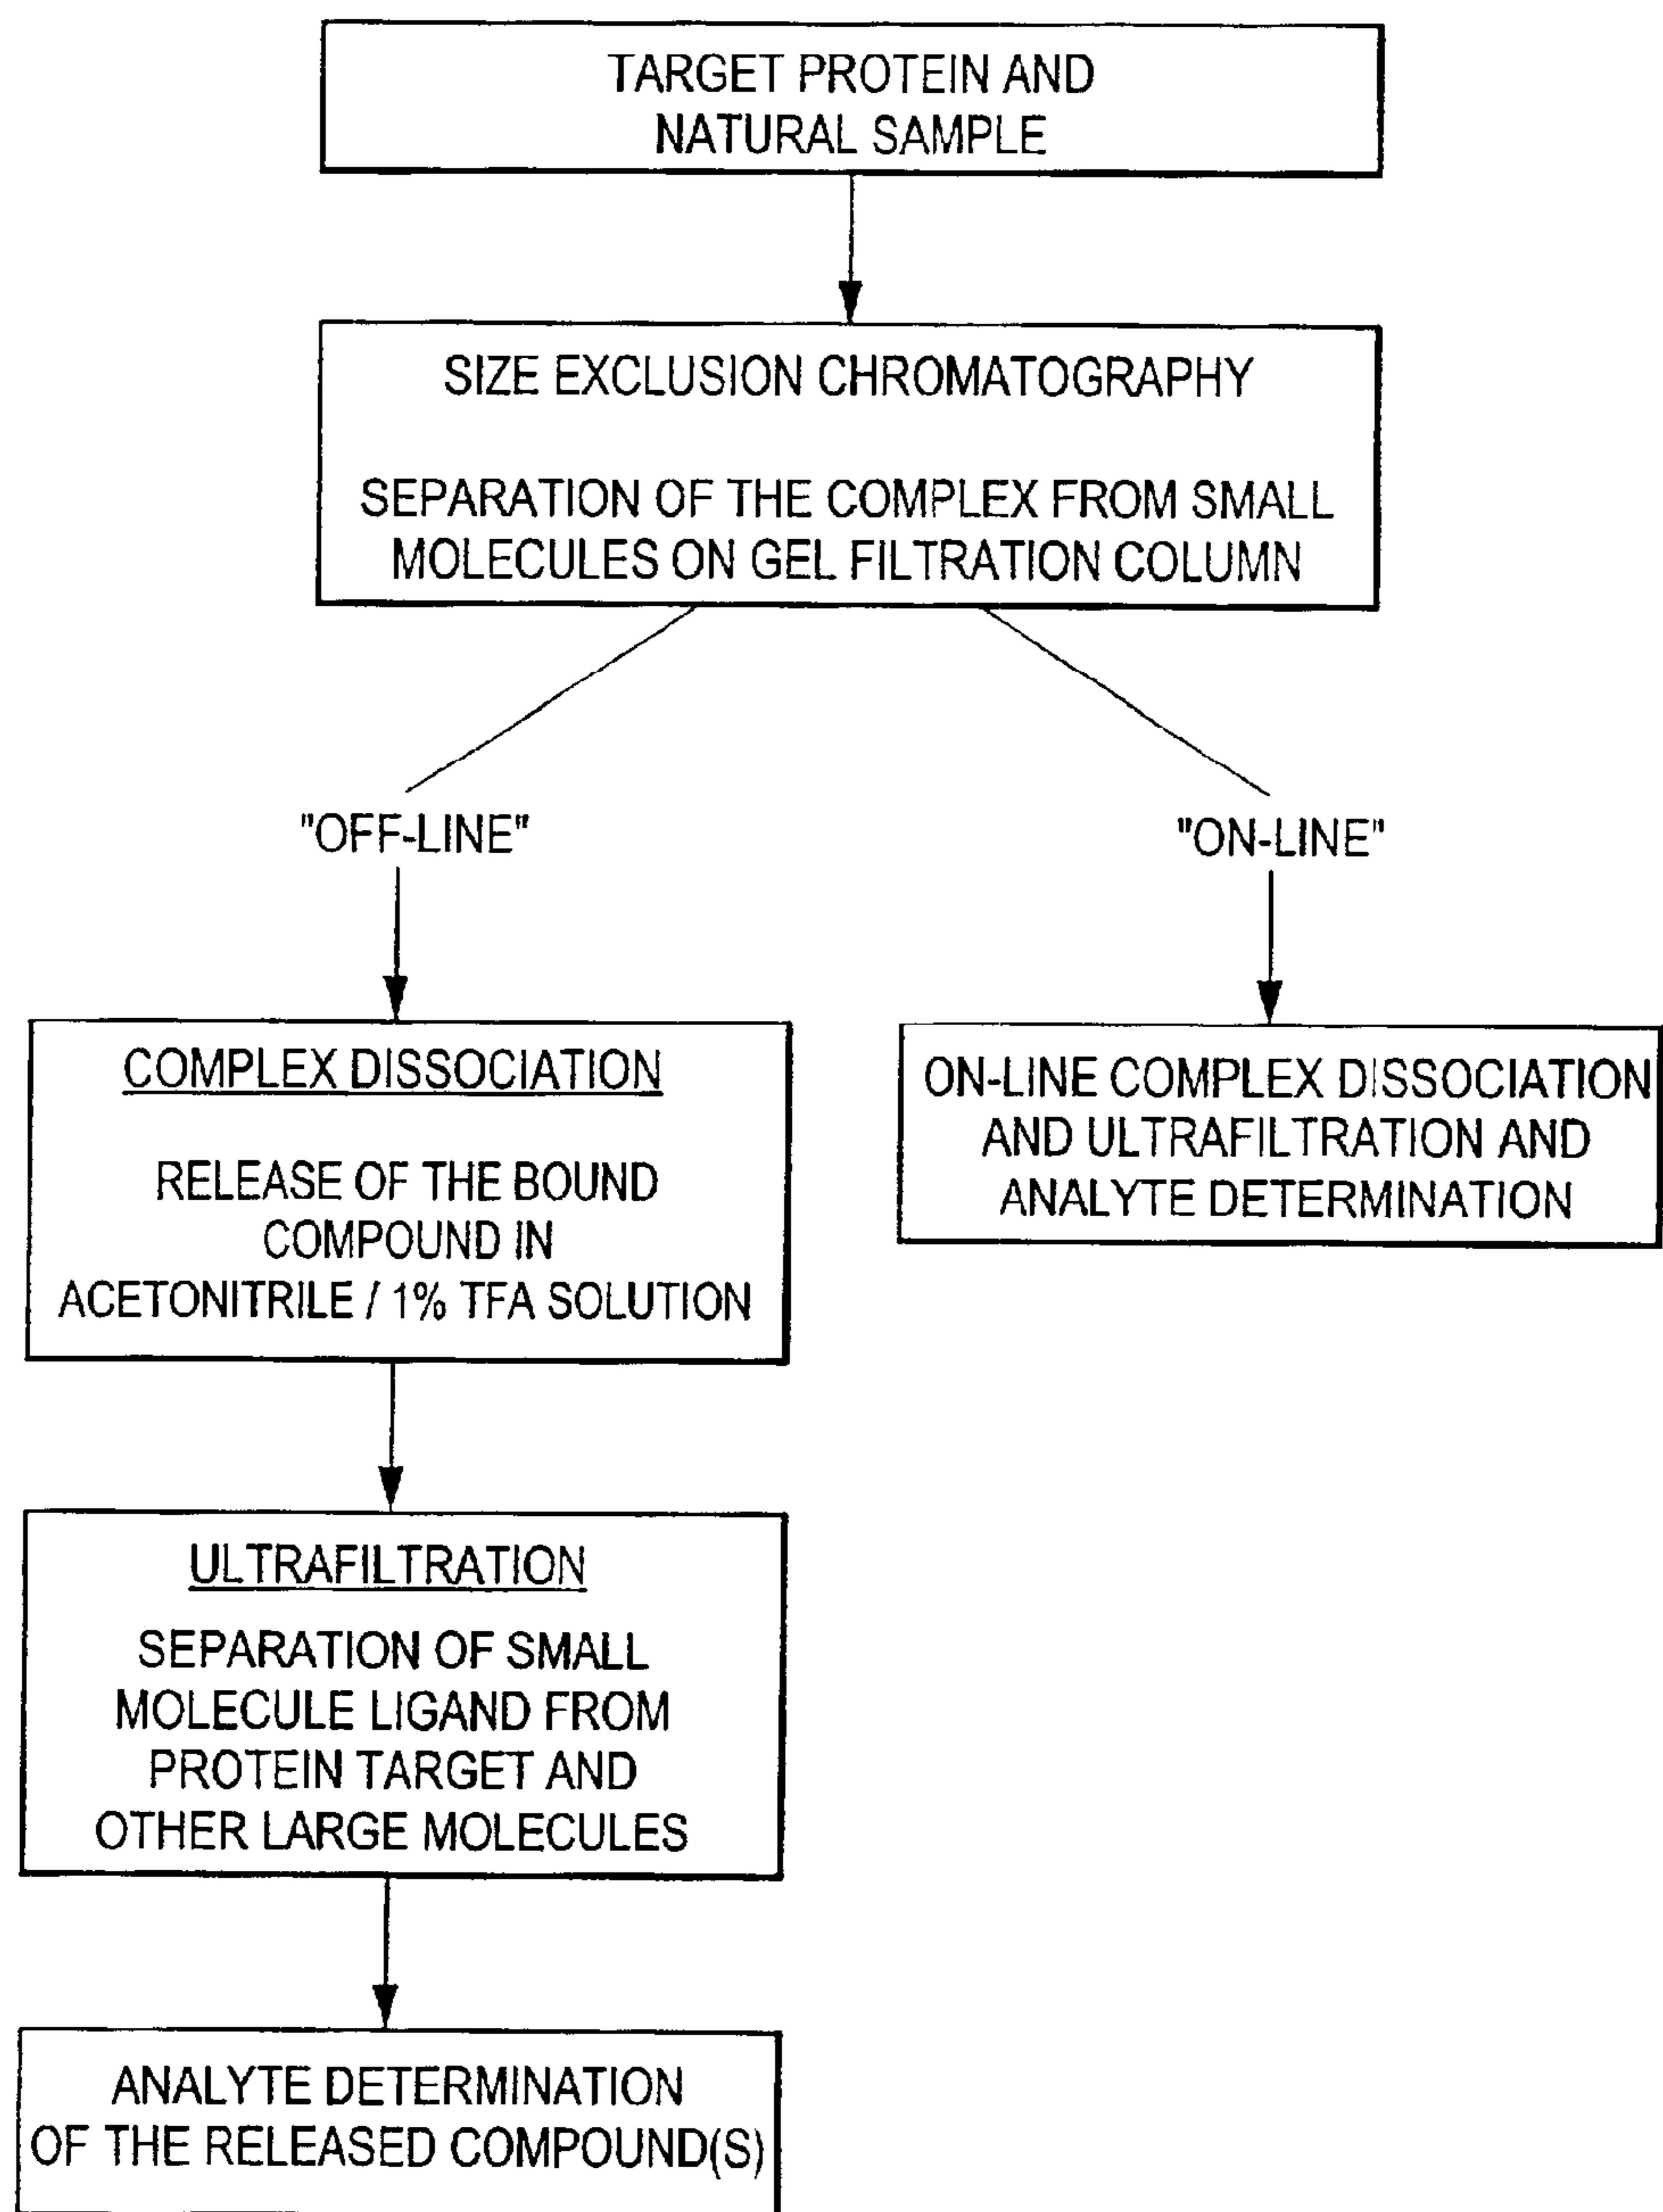 TARGET PROTEIN AND
NATURAL SAMPLE
SIZE EXCLUSION CHROMATOGRAPHY
SEPARATION OF THE COMPLEX FROM SMALL
MOLECULES ON GEL FILTRATION COLUMN
"OFF-LINE"
"ON-LINE"
COMPLEX DISSOCIATION
RELEASE OF THE BOUND
COMPOUND IN
ACETONITRILE / 1% TFA SOLUTION
ON-LINE COMPLEX DISSOCIATION
AND ULTRAFILTRATION AND
ANALYTE DETERMINATION
ULTRAFILTRATION
SEPARATION OF SMALL
MOLECULE LIGAND FROM
PROTEIN TARGET AND
OTHER LARGE MOLECULES
ANALYTE DETERMINATION
OF THE RELEASED COMPOUND(S)